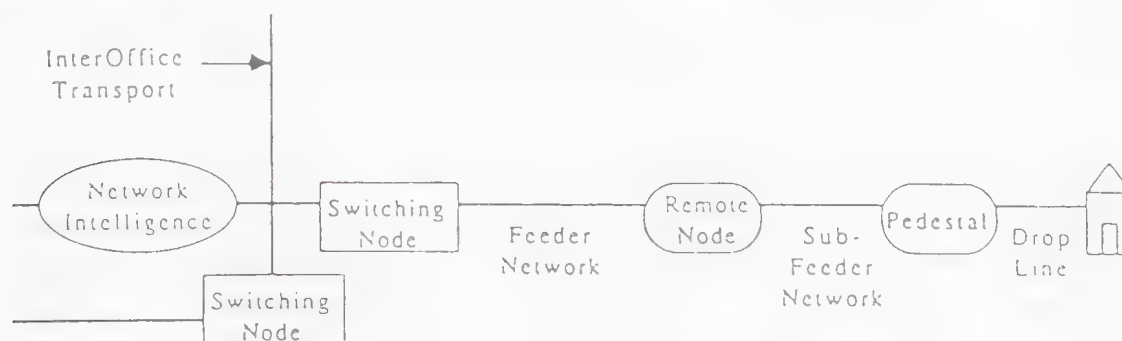 InterOffice
Transport
Network
Intelligence
Switching
Node
Feeder
Network
Remote
Node
Sub-
Feeder
Network
Pedestal
Drop
Line
Switching
Node